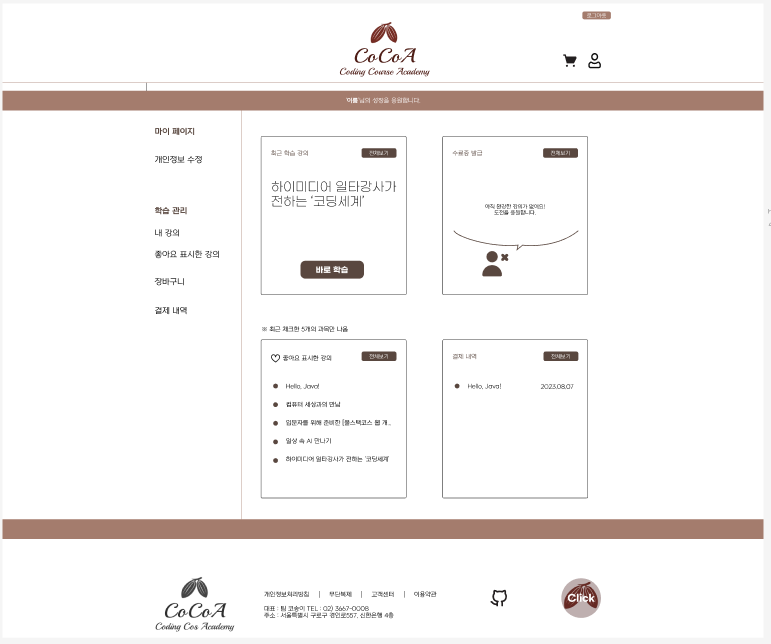 로그아웃
CoCoA
Coding Course Academy
'이름'님의 성장을 응원합니다.
마이 페이지
개인정보 수정
학습 관리
내 강의
좋아요 표시한 강의
장바구니
결제 내역
최근 학습 강의
전체보기
하이미디어 일타강사가
전하는 '코딩세계'
바로 학습
수료증 발급
전체보기
아직 완강한 강의가 없어요!
도전을 응원합니다.
※ 최근 체크한 5개의 과목만 나옴
좋아요 표시한 강의
전체보기
Hello, Java!
컴퓨터 세상과의 만남
입문자를 위해 준비한 [풀스택코스 웹 개...
일상 속 AI 만나기
하이미디어 일타강사가 전하는 '코딩세계'
결제 내역
전체보기
Hello, Java!
2023.08.07
CoCoA
Coding Cos Academy
개인정보처리방침 | 무단복제 | 고객센터 | 이용약관
대표 : 팀 코송이 TEL : 02) 3667-0008
주소 : 서울특별시 구로구 경인로557, 신한은행 4층
Click